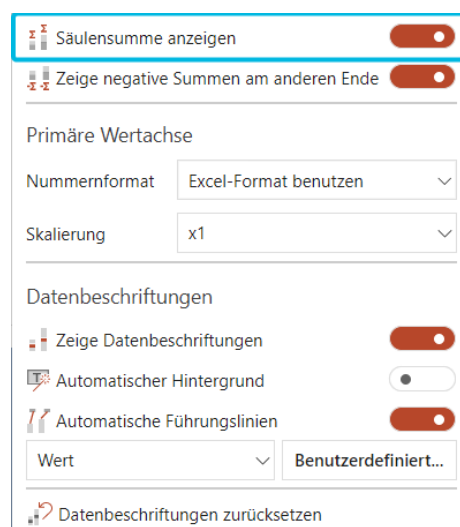 Säulensumme anzeigen
Zeige negative Summen am anderen Ende
Primäre Wertachse
Nummernformat Excel-Format benutzen
Skalierung x1
Datenbeschriftungen
Zeige Datenbeschriftungen
Automatischer Hintergrund
Automatische Führungslinien
Wert Benutzerdefiniert...
Datenbeschriftungen zurücksetzen